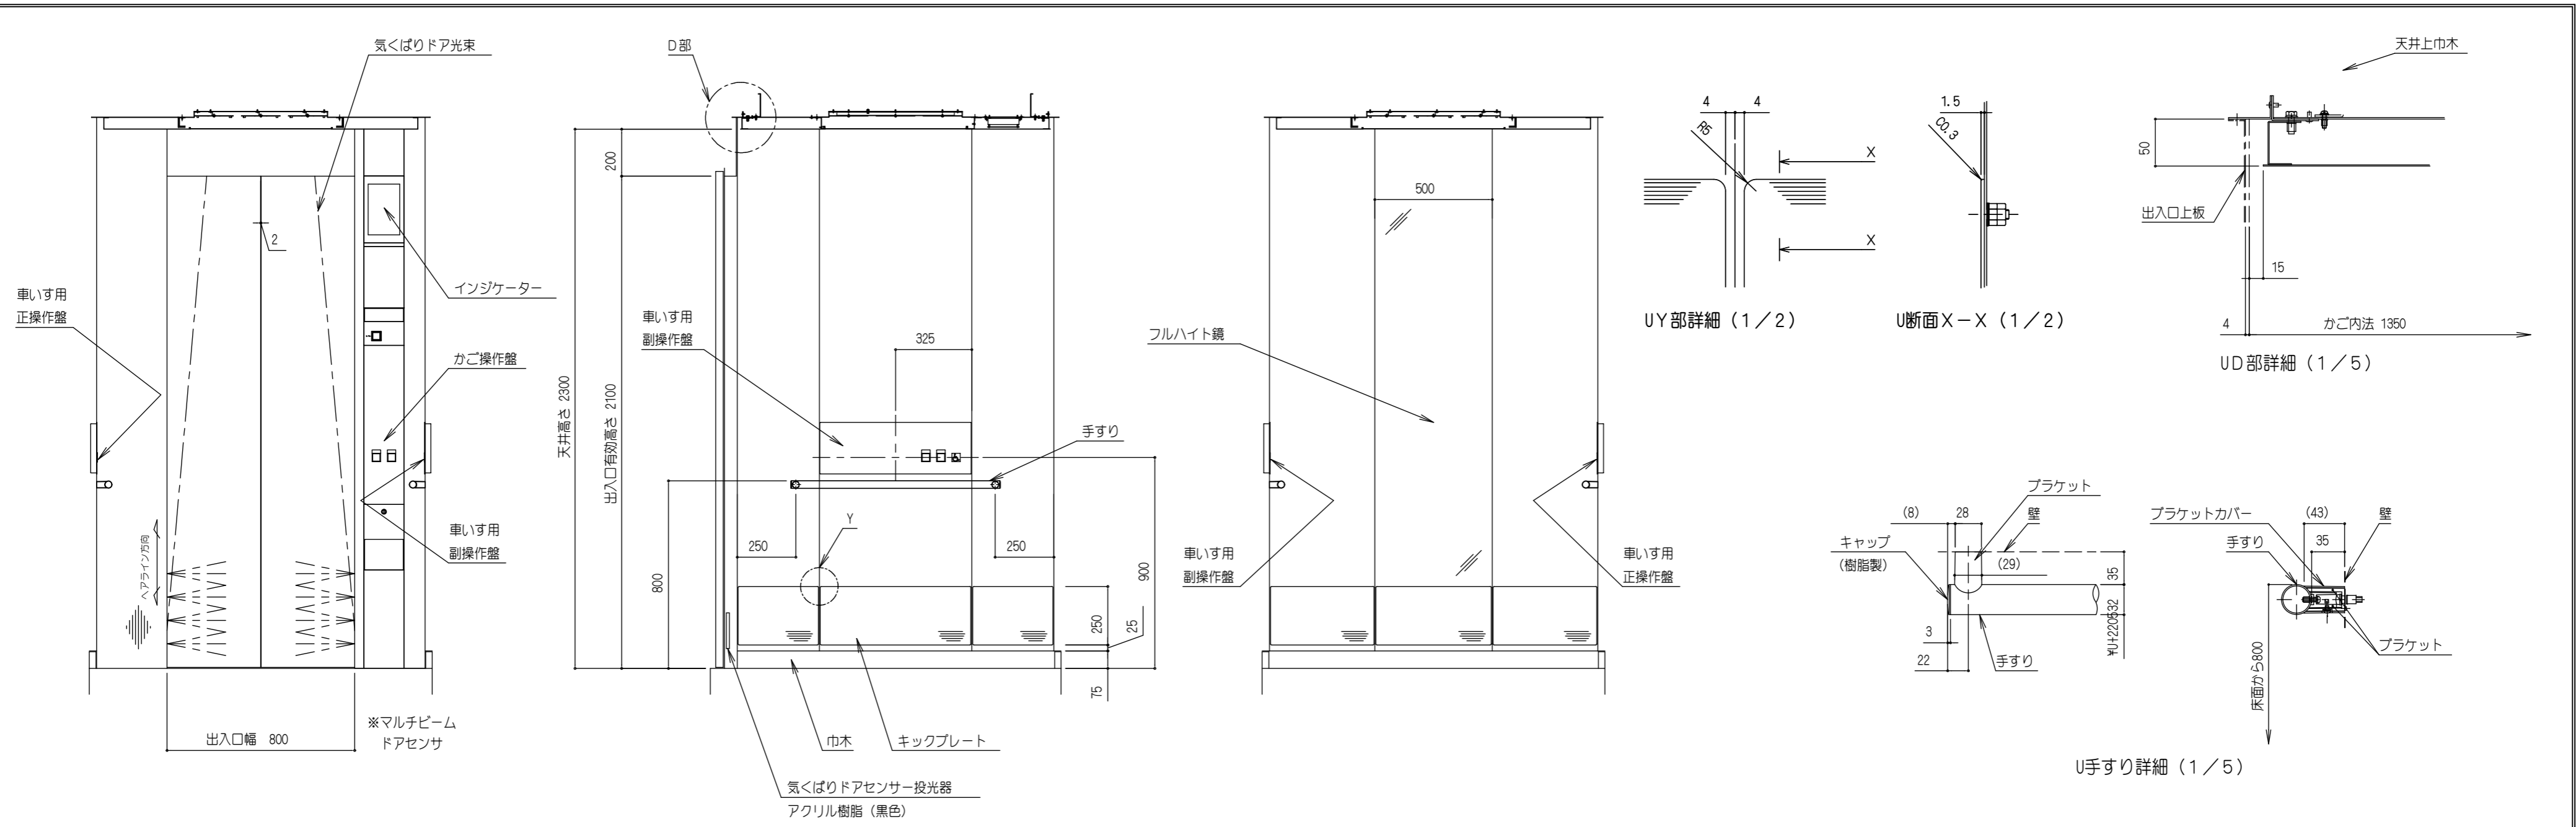 気くばりドア光束
2
インジケーター
車いす用
正操作盤
かご操作盤
車いす用
副操作盤
ヘアライン方向
出入口幅 800
※マルチビーム
ドアセンサ
D部
200
天井高さ 2300
出入口有効高さ 2100
車いす用
副操作盤
325
手すり
250
Y
250
800
900
250
25
75
巾木
キックプレート
気くばりドアセンサー投光器
アクリル樹脂（黒色）
500
フルハイト鏡
車いす用
副操作盤
車いす用
正操作盤
4
4
R5
X
X
UY部詳細（1／2）
1.5
C0.3
U断面X－X（1／2）
天井上巾木
50
出入口上板
15
4
かご内法 1350
UD部詳細（1／5）
ブラケット
(8)
28
壁
キャップ
(樹脂製)
(29)
35
¥U+220532
3
22
手すり
ブラケットカバー
(43)
壁
手すり
35
ブラケット
床面から800
U手すり詳細（1／5）